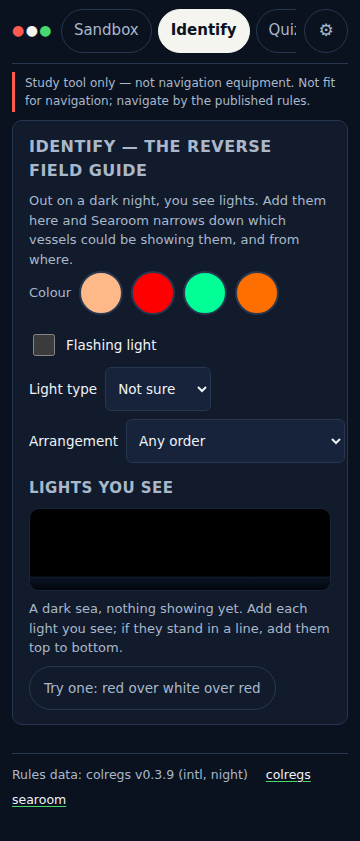 Sandbox
Identify
Study tool only — not navigation equipment. Not fit
for navigation; navigate by the published rules.
IDENTIFY — THE REVERSE
FIELD GUIDE
Out on a dark night, you see lights. Add them
here and Searoom narrows down which
vessels could be showing them, and from
where.
Colour
Flashing light
Light type Not sure
Arrangement Any order
LIGHTS YOU SEE
A dark sea, nothing showing yet. Add each
light you see; if they stand in a line, add them
top to bottom.
Try one: red over white over red
Rules data: colregs v0.3.9 (intl, night) colregs
searoom